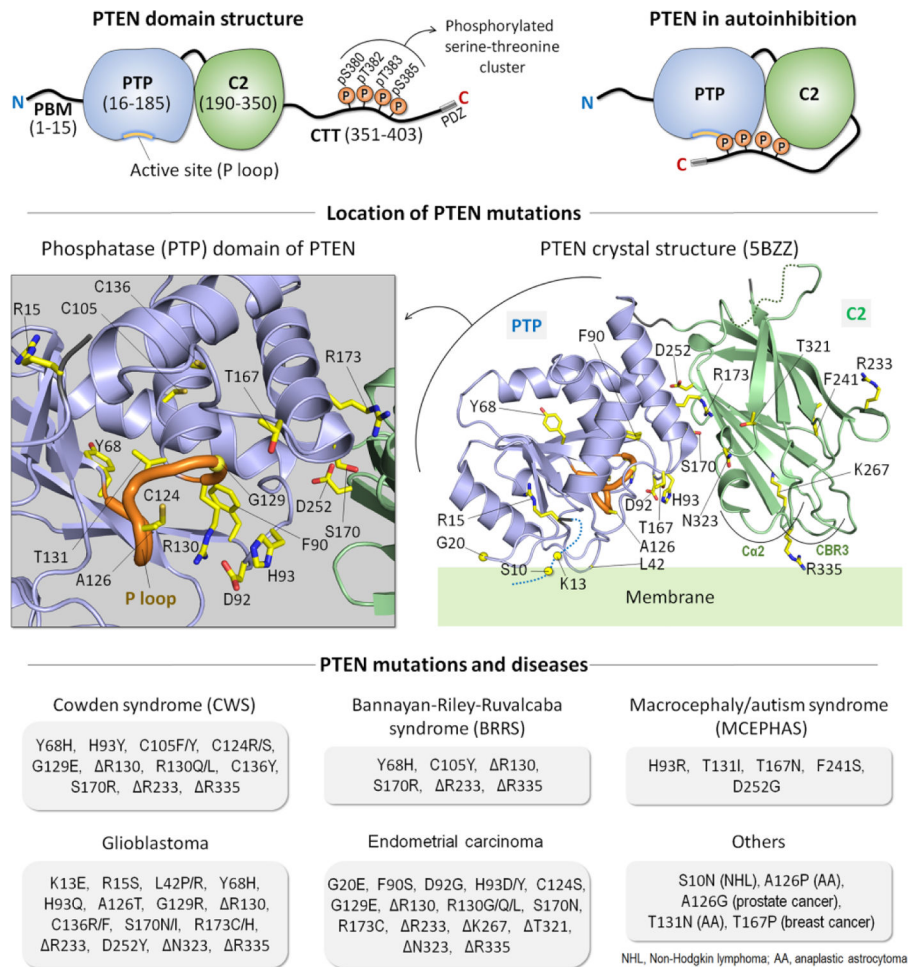 PTEN domain structure
Phosphorylated
serine-threonine
cluster
pS380
pT382
pT383
pS385
P P P P
N
PBM
(1-15)
PTP
(16-185)
C2
(190-350)
C
PDZ
CTT (351-403)
Active site (P loop)
PTEN in autoinhibition
N
PTP
C2
P P P P
C
Location of PTEN mutations
Phosphatase (PTP) domain of PTEN
C136
C105
R15
R173
T167
Y68
C124
G129
D252
S170
T131
R130
F90
A126
H93
D92
P loop
PTEN crystal structure (5BZZ)
PTP
C2
F90
D252
T321
R233
R173
F241
Y68
S170
K267
R15
D92
H93
N323
G20
T167
A126
Cα2
CBR3
S10
K13
L42
R335
Membrane
PTEN mutations and diseases
Cowden syndrome (CWS)
Y68H, H93Y, C105F/Y, C124R/S,
G129E, ΔR130, R130Q/L, C136Y,
S170R, ΔR233, ΔR335
Bannayan-Riley-Ruvalcaba
syndrome (BRRS)
Y68H, C105Y, ΔR130,
S170R, ΔR233, ΔR335
Macrocephaly/autism syndrome
(MCEPHAS)
H93R, T131I, T167N, F241S,
D252G
Glioblastoma
K13E, R15S, L42P/R, Y68H,
H93Q, A126T, G129R, ΔR130,
C136R/F, S170N/I, R173C/H,
ΔR233, D252Y, ΔN323, ΔR335
Endometrial carcinoma
G20E, F90S, D92G, H93D/Y, C124S,
G129E, ΔR130, R130G/Q/L, S170N,
R173C, ΔR233, ΔK267, ΔT321,
ΔN323, ΔR335
Others
S10N (NHL), A126P (AA),
A126G (prostate cancer),
T131N (AA), T167P (breast cancer)
NHL, Non-Hodgkin lymphoma; AA, anaplastic astrocytoma